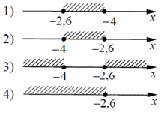 1) −2,6 −4 x
2) −4 −2,6 x
3) −4 −2,6 x
4) −2,6 x